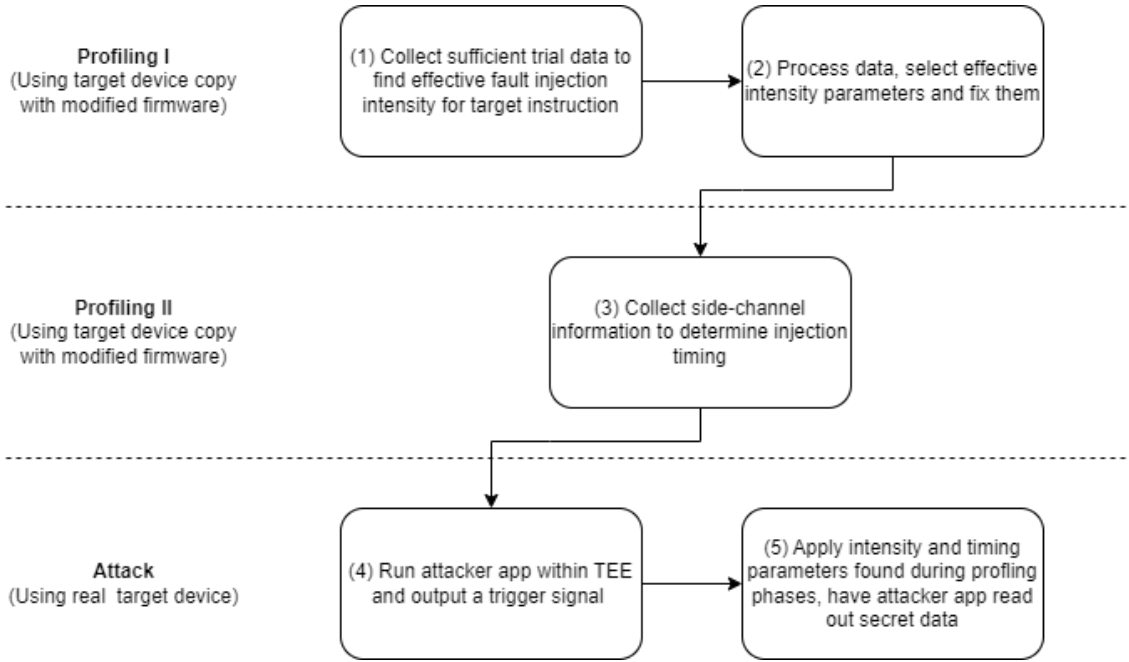 Profiling I
(Using target device copy
with modified firmware)
(1) Collect sufficient trial data to
find effective fault injection
intensity for target instruction
(2) Process data, select effective
intensity parameters and fix them
Profiling II
(Using target device copy
with modified firmware)
(3) Collect side-channel
information to determine injection
timing
Attack
(Using real target device)
(4) Run attacker app within TEE
and output a trigger signal
(5) Apply intensity and timing
parameters found during profling
phases, have attacker app read
out secret data